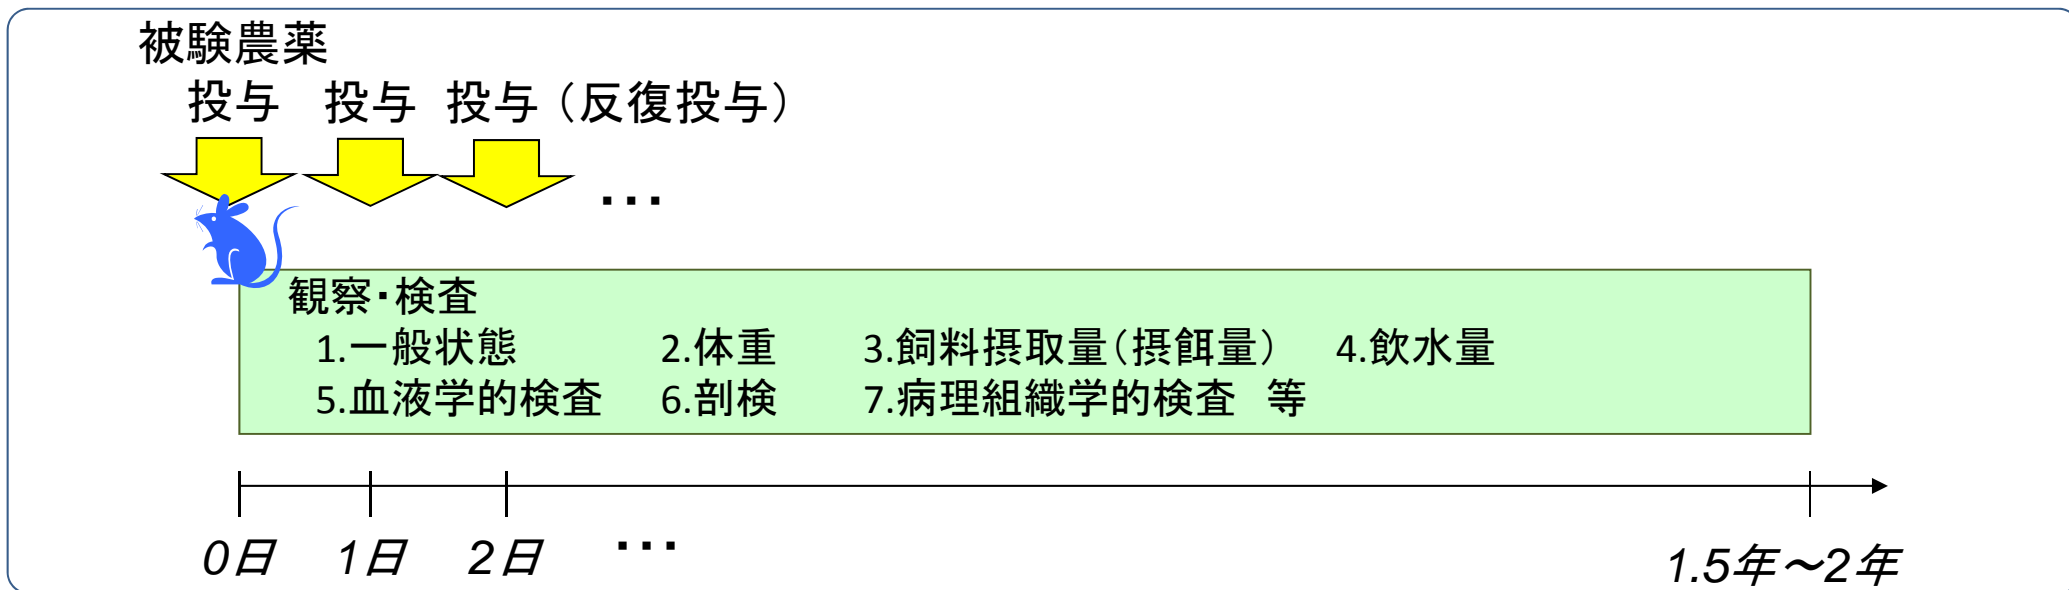 被験農薬
投与 投与 投与（反復投与）
...
観察・検査
1.一般状態 2.体重 3.飼料摂取量（摂餌量） 4.飲水量
5.血液学的検査 6.剖検 7.病理組織学的検査 等
0日 1日 2日 ... 1.5年～2年